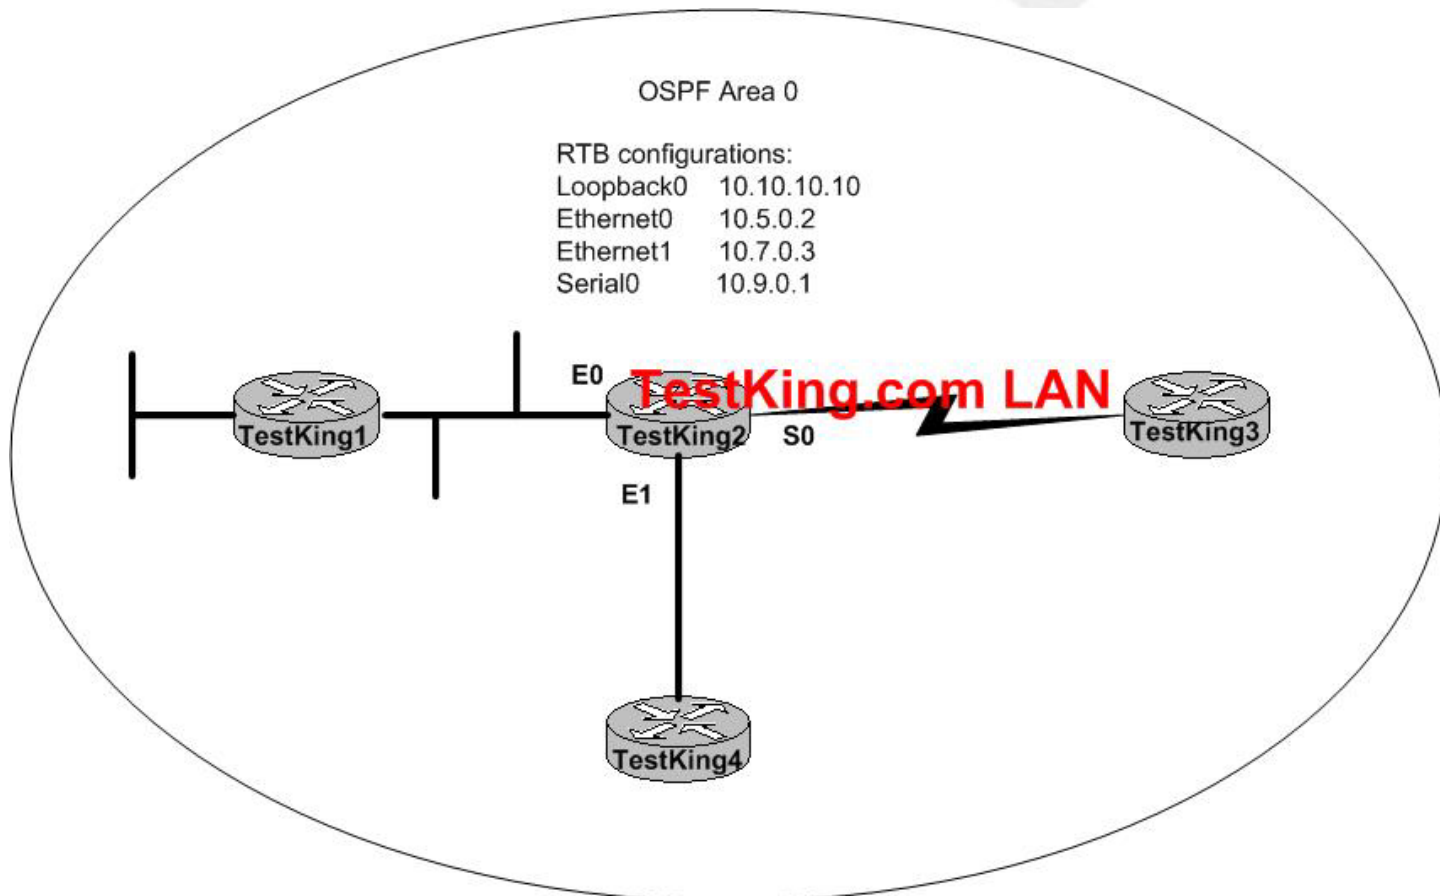 OSPF Area 0
RTB configurations:
Loopback0 10.10.10.10
Ethernet0 10.5.0.2
Ethernet1 10.7.0.3
Serial0 10.9.0.1
E0
TestKing.com LAN
TestKing1
TestKing2
S0
TestKing3
E1
TestKing4